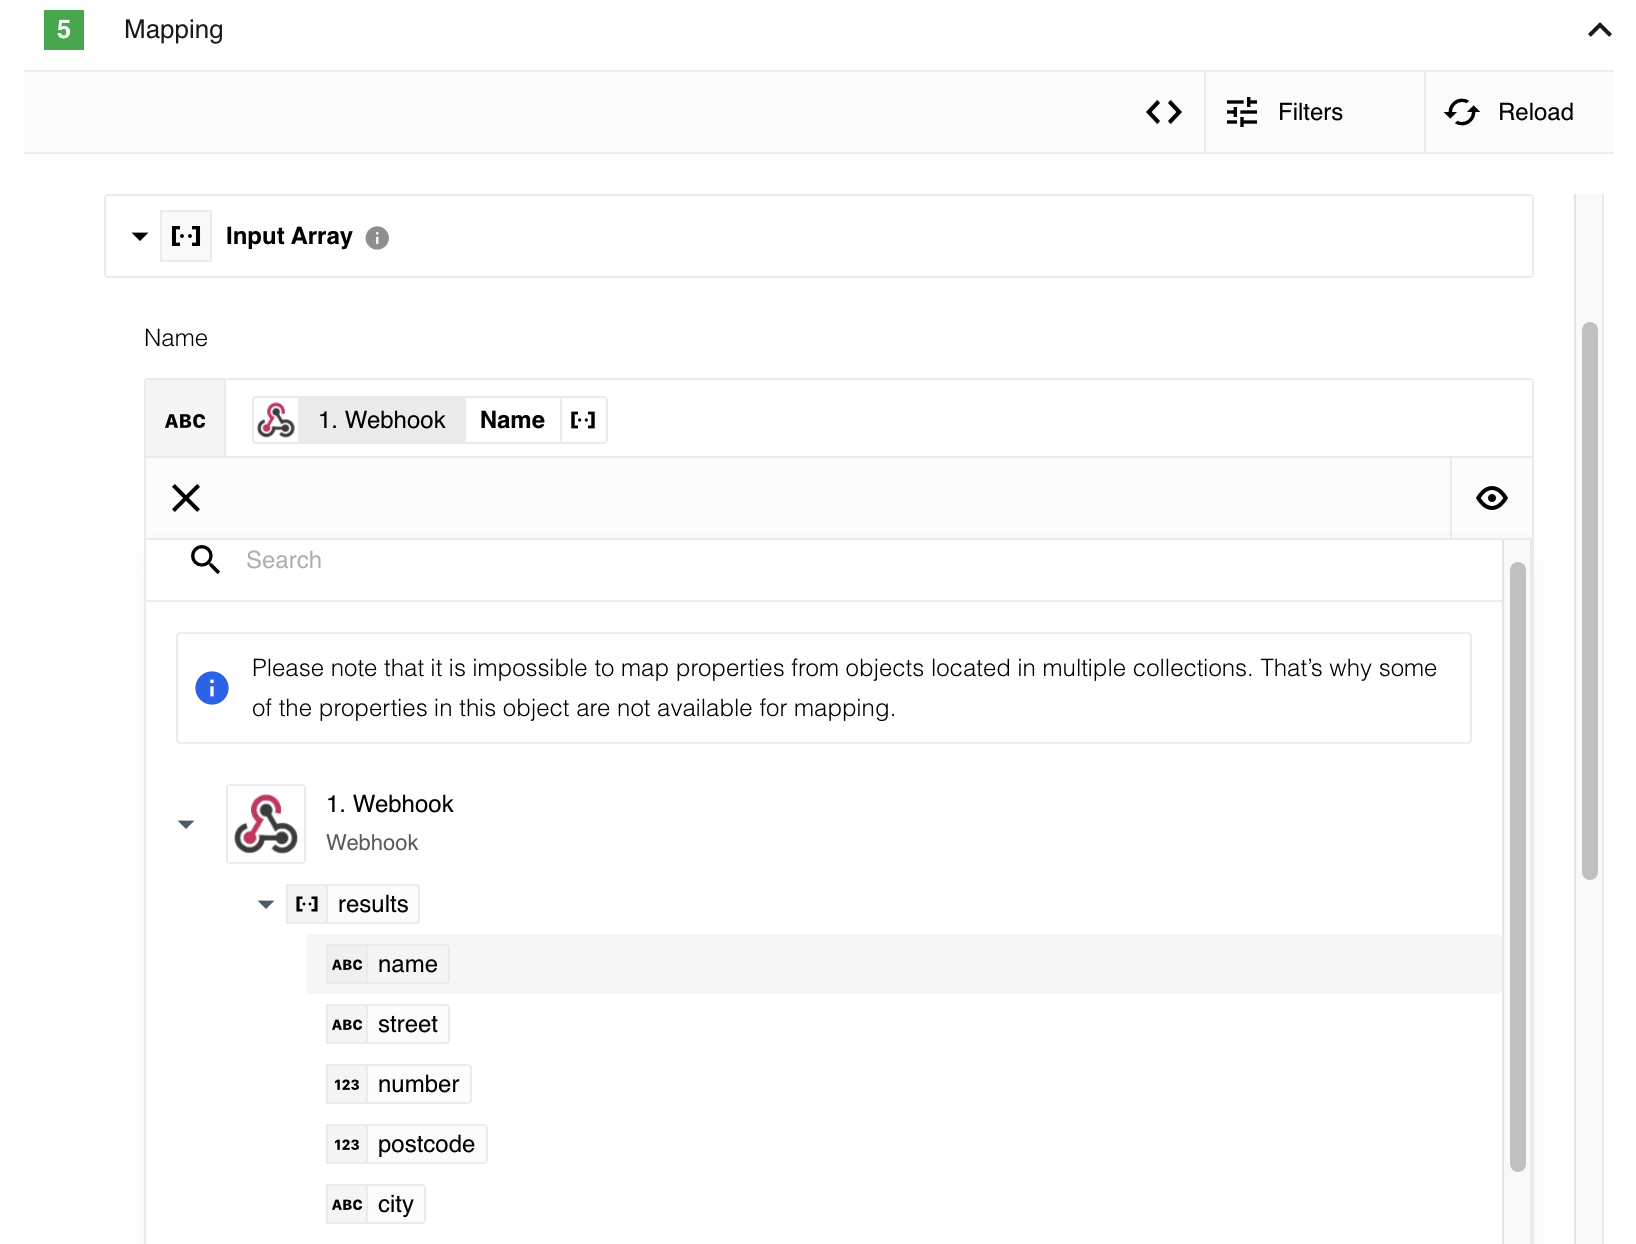 5 Mapping
Filters Reload
[··] Input Array
Name
ABC 1. Webhook Name [··]
Search
Please note that it is impossible to map properties from objects located in multiple collections. That’s why some
of the properties in this object are not available for mapping.
1. Webhook
Webhook
[··] results
ABC name
ABC street
123 number
123 postcode
ABC city